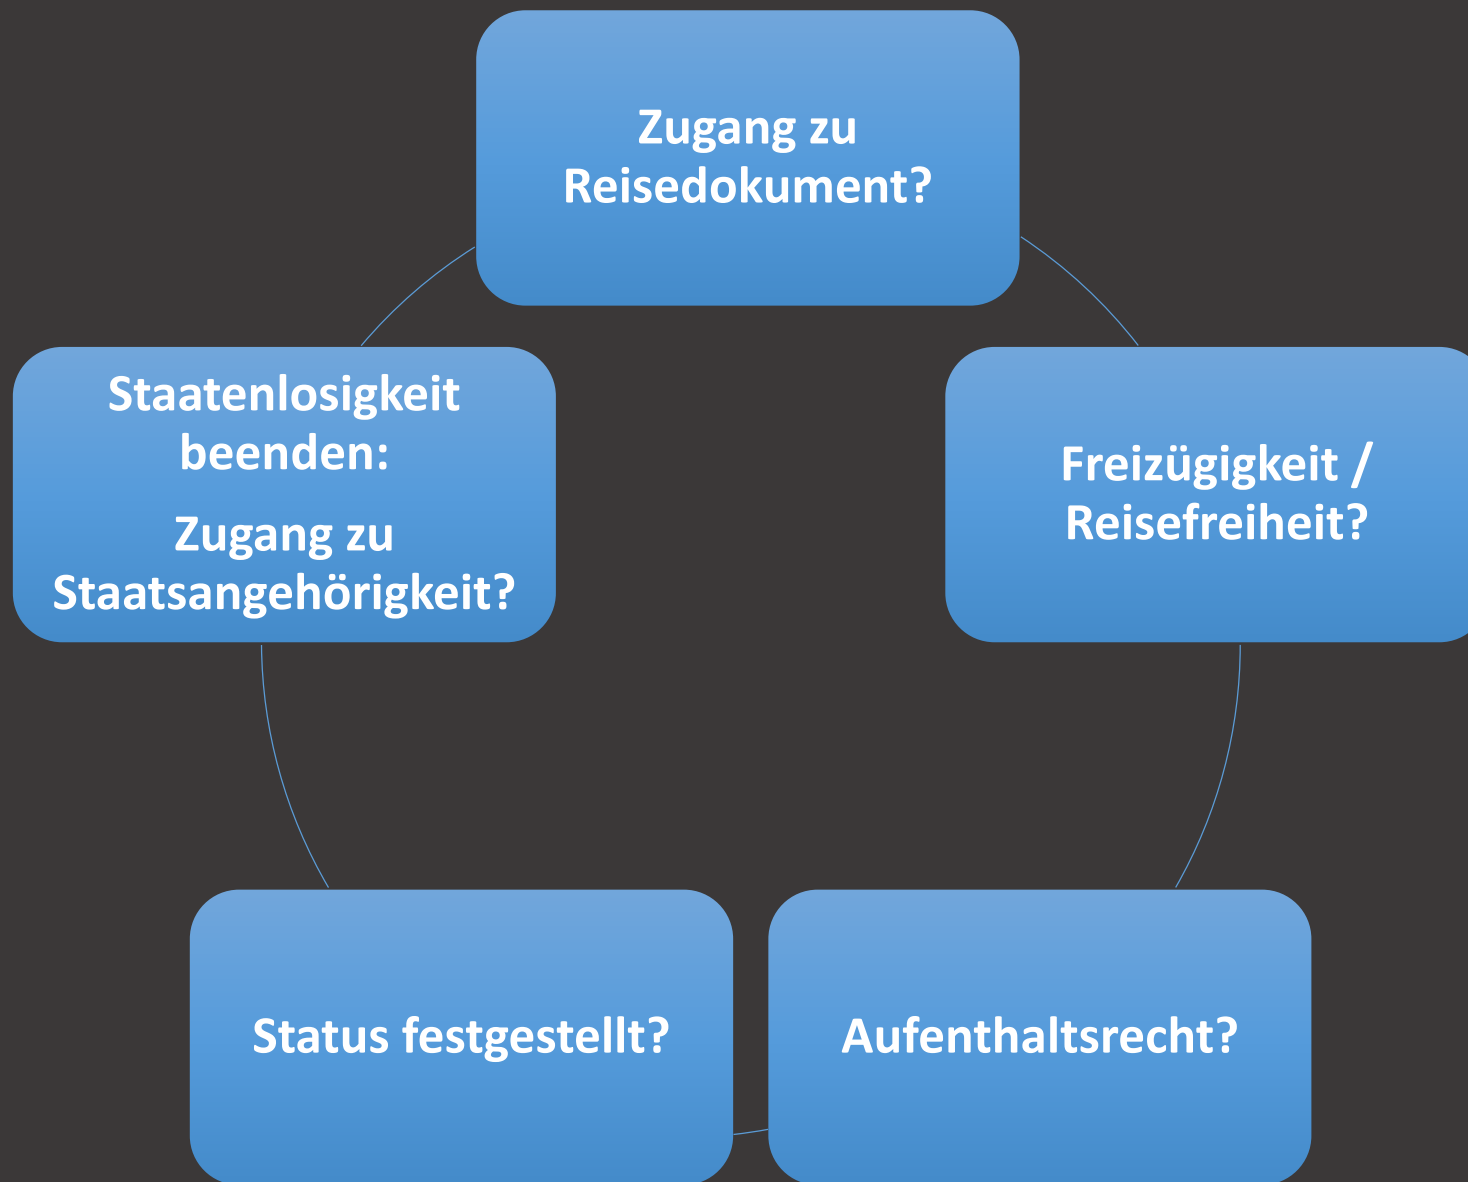 Zugang zu
Reisedokument?
Staatenlosigkeit
beenden:
Zugang zu
Staatsangehörigkeit?
Freizügigkeit /
Reisefreiheit?
Status festgestellt?
Aufenthaltsrecht?